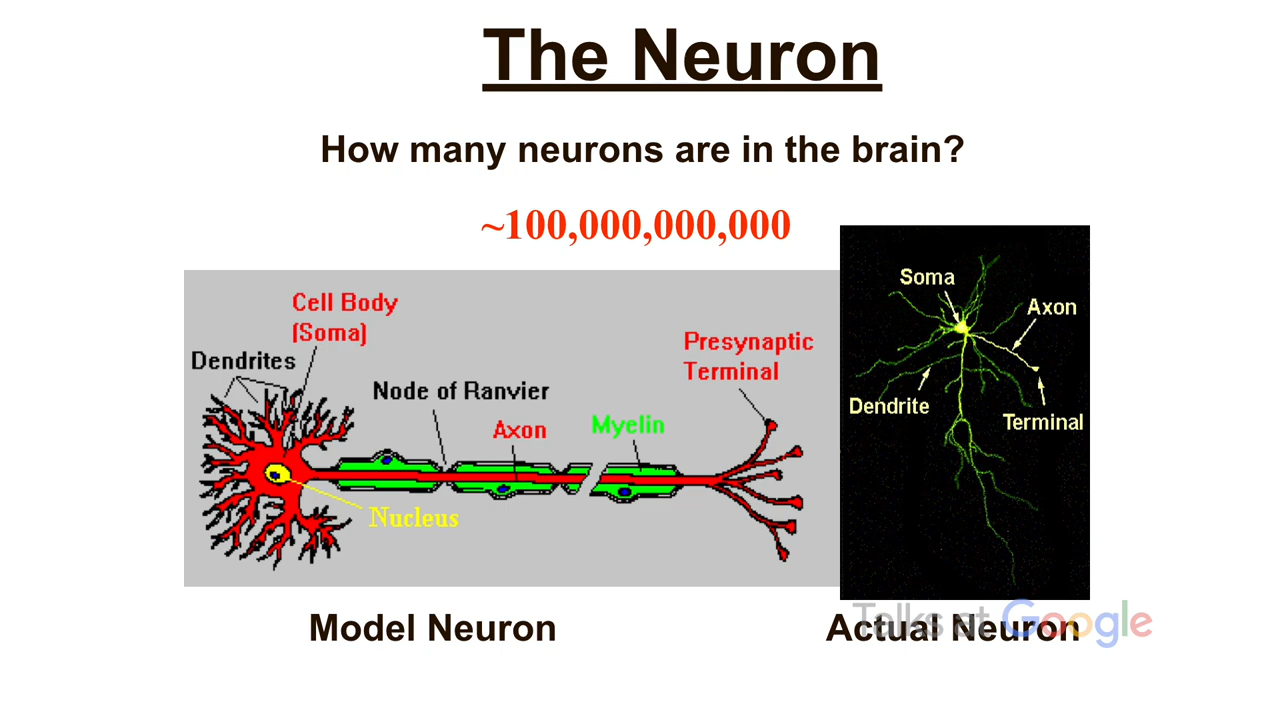 The Neuron
How many neurons are in the brain?
~100,000,000,000
Cell Body
(Soma)
Dendrites
Node of Ranvier
Axon
Myelin
Presynaptic
Terminal
Nucleus
Soma
Axon
Dendrite
Terminal
Model Neuron
Actual Neuron
Talks at Google